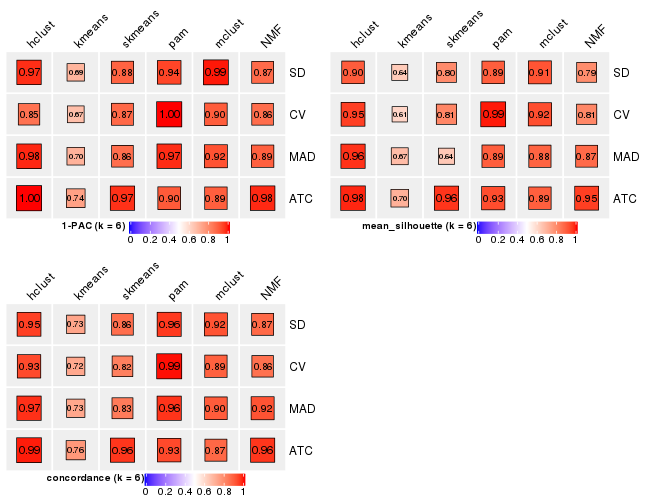 hclust kmeans skmeans pam mclust NMF
0.97 0.69 0.88 0.94 0.99 0.87 SD
0.85 0.67 0.87 1.00 0.90 0.86 CV
0.98 0.70 0.86 0.97 0.92 0.89 MAD
1.00 0.74 0.97 0.90 0.89 0.98 ATC
1-PAC (k = 6)
0 0.2 0.4 0.6 0.8 1
hclust kmeans skmeans pam mclust NMF
0.90 0.64 0.80 0.89 0.91 0.79 SD
0.95 0.61 0.81 0.99 0.92 0.81 CV
0.96 0.67 0.64 0.89 0.88 0.87 MAD
0.98 0.70 0.96 0.93 0.89 0.95 ATC
mean_silhouette (k = 6)
0 0.2 0.4 0.6 0.8 1
hclust kmeans skmeans pam mclust NMF
0.95 0.73 0.86 0.96 0.92 0.87 SD
0.93 0.72 0.82 0.99 0.89 0.86 CV
0.97 0.73 0.83 0.96 0.90 0.92 MAD
0.99 0.76 0.96 0.93 0.87 0.96 ATC
concordance (k = 6)
0 0.2 0.4 0.6 0.8 1